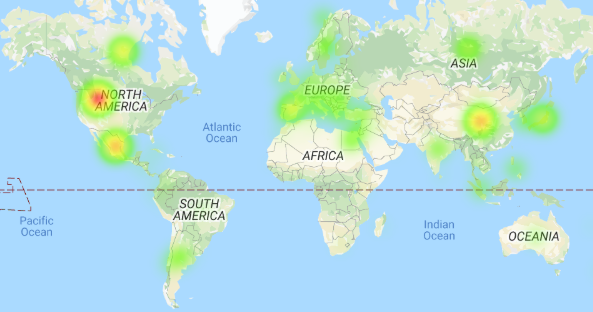 NORTH
AMERICA
EUROPE
ASIA
Atlantic
Ocean
AFRICA
SOUTH
AMERICA
Pacific
Ocean
Indian
Ocean
OCEANIA